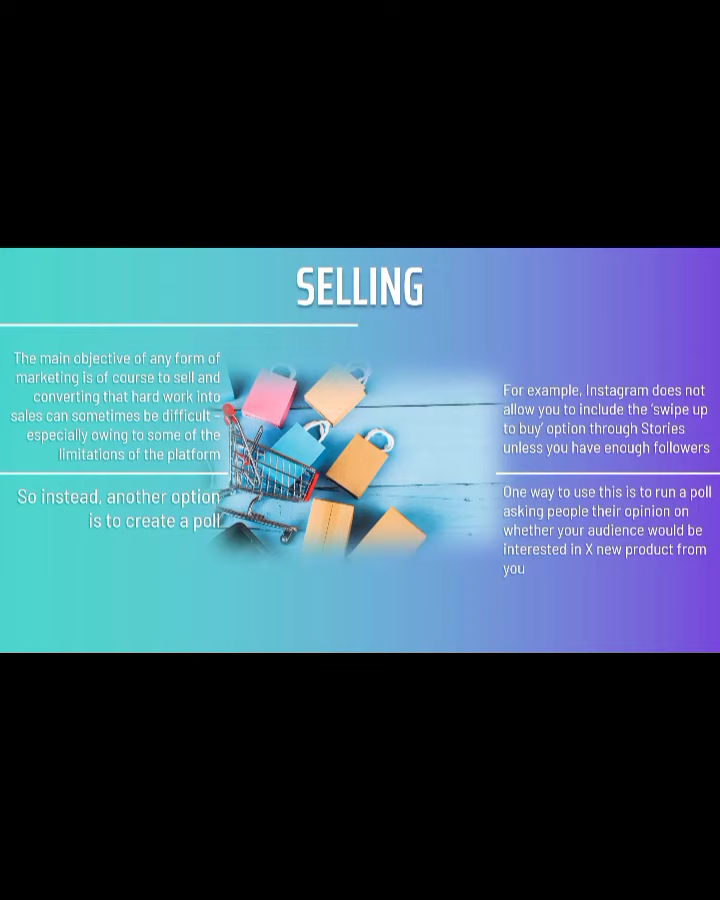 SELLING
The main objective of any form of
marketing is of course to sell and
converting that hard work into
sales can sometimes be difficult –
especially owing to some of the
limitations of the platform
For example, Instagram does not
allow you to include the ‘swipe up
to buy’ option through Stories
unless you have enough followers
So instead, another option
is to create a poll
One way to use this is to run a poll
asking people their opinion on
whether your audience would be
interested in X new product from
you